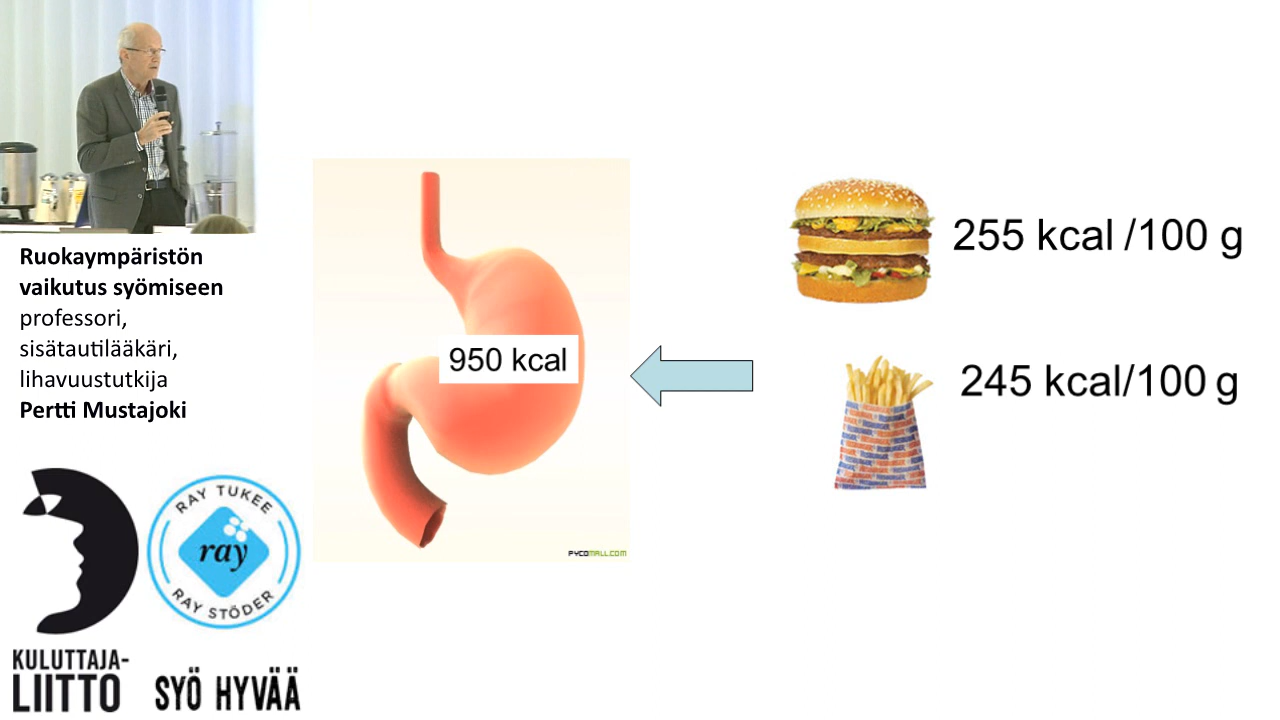 Ruokaympäristön
vaikutus syömiseen
professori,
sisätautilääkäri,
lihavuustutkija
Pertti Mustajoki
RAY TUKEE
ray
RAY STÖDER
KULUTTAJA-
LIITTO
SYÖ HYVÄÄ
950 kcal
PYCOMALL.COM
255 kcal /100 g
245 kcal/100 g